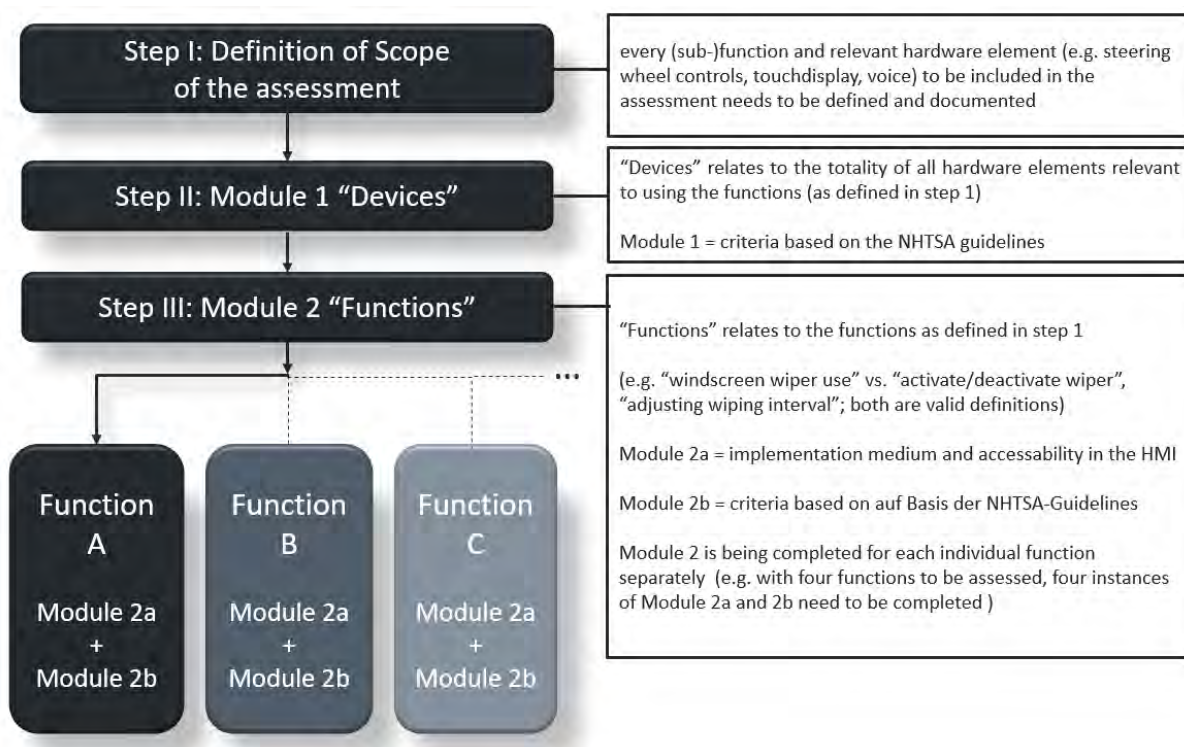 Step I: Definition of Scope
of the assessment
every (sub-)function and relevant hardware element (e.g. steering
wheel controls, touchdisplay, voice) to be included in the
assessment needs to be defined and documented
Step II: Module 1 “Devices”
“Devices” relates to the totality of all hardware elements relevant
to using the functions (as defined in step 1)
Module 1 = criteria based on the NHTSA guidelines
Step III: Module 2 “Functions”
“Functions” relates to the functions as defined in step 1
(e.g. “windscreen wiper use” vs. “activate/deactivate wiper”,
“adjusting wiping interval”; both are valid definitions)
Module 2a = implementation medium and accessability in the HMI
Module 2b = criteria based on auf Basis der NHTSA-Guidelines
Module 2 is being completed for each individual function
separately (e.g. with four functions to be assessed, four instances
of Module 2a and 2b need to be completed )
...
Function
A
Module 2a
+
Module 2b
Function
B
Module 2a
+
Module 2b
Function
C
Module 2a
+
Module 2b